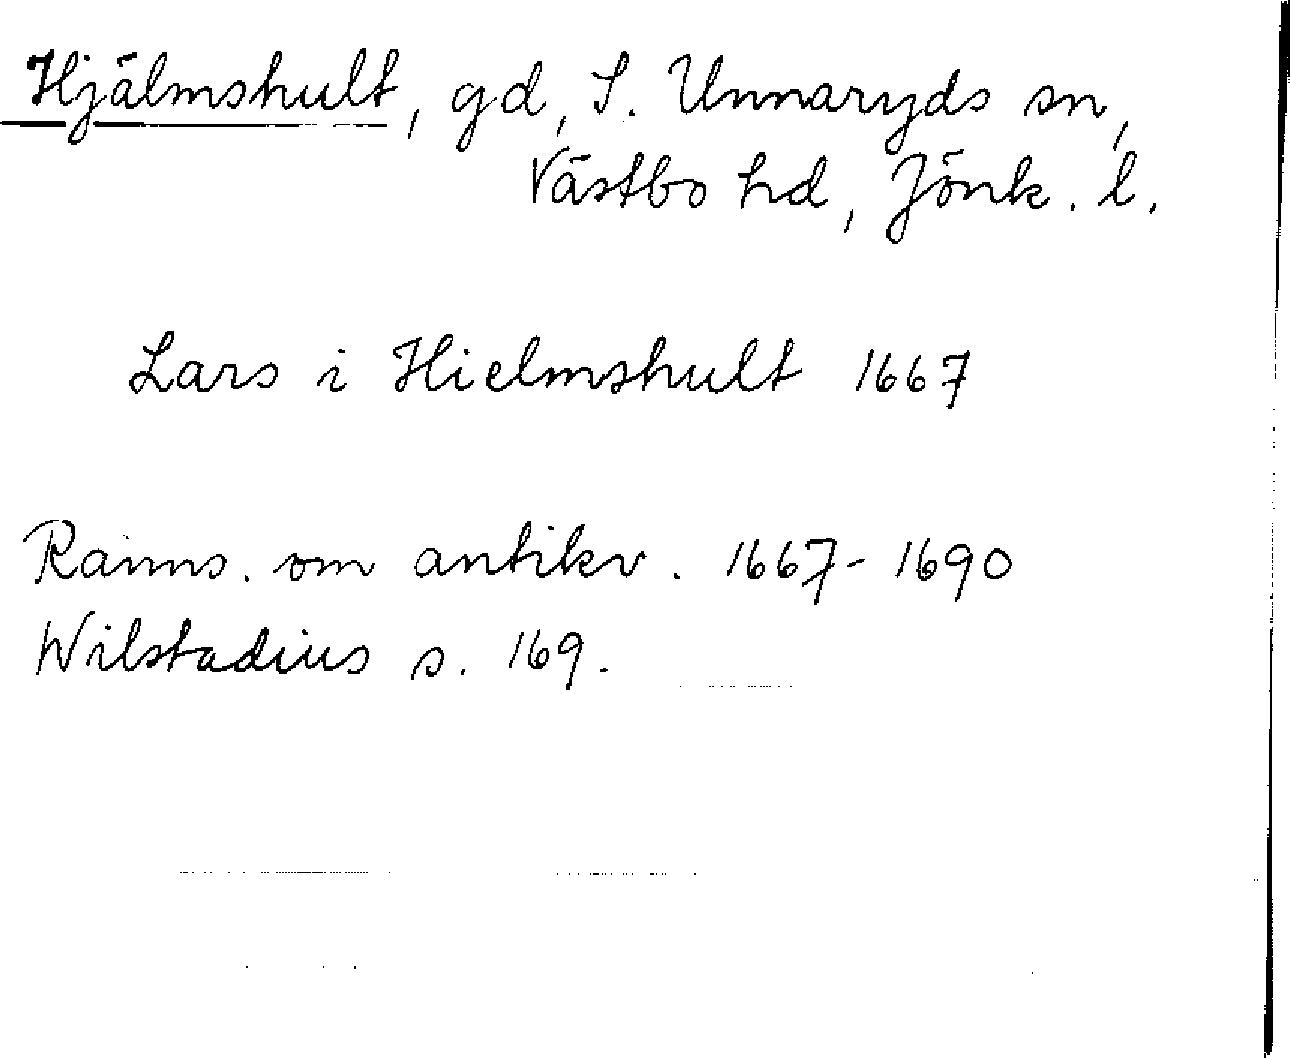 Hjälmshult, gd, S. Unnaryds sn,
Västbo hd, Jönk. l.
Lars i Hielmshult 1667
Ranns. om antikv. 1667-1690
Wilstadius s. 169.